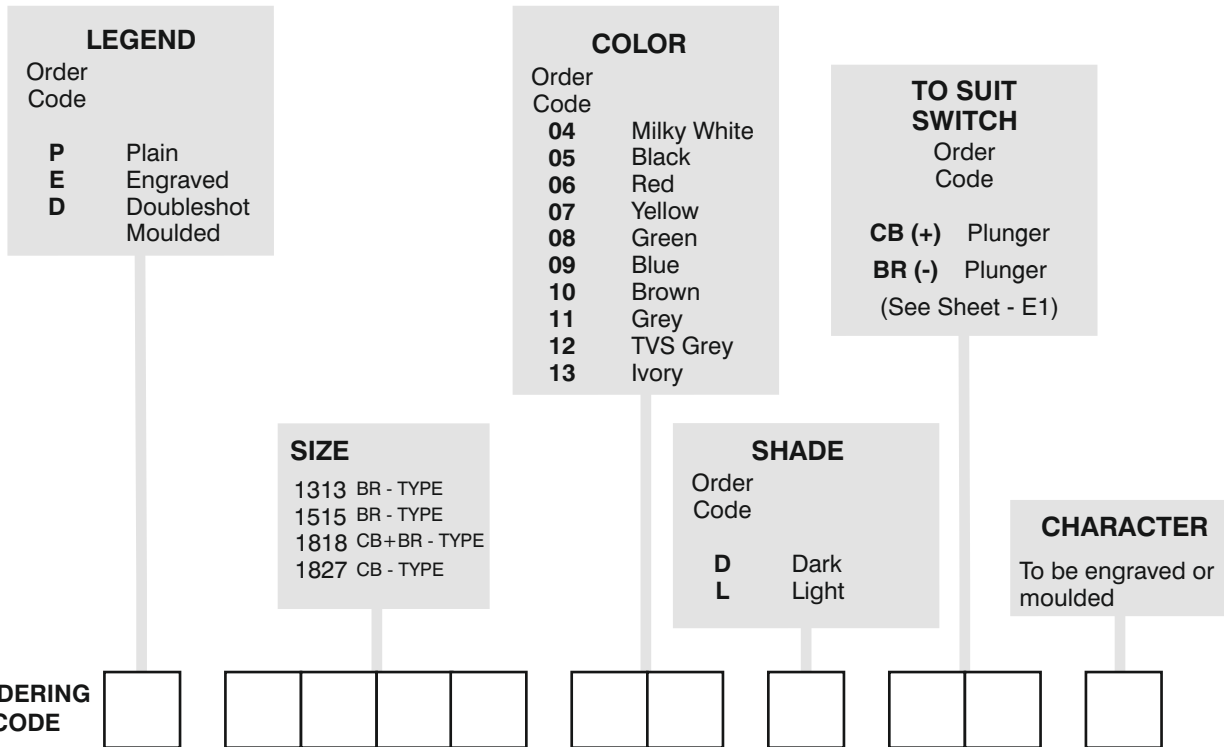 LEGEND
Order
Code
P Plain
E Engraved
D Doubleshot
Moulded
SIZE
1313 BR - TYPE
1515 BR - TYPE
1818 CB+BR - TYPE
1827 CB - TYPE
COLOR
Order
Code
04 Milky White
05 Black
06 Red
07 Yellow
08 Green
09 Blue
10 Brown
11 Grey
12 TVS Grey
13 Ivory
SHADE
Order
Code
D Dark
L Light
TO SUIT
SWITCH
Order
Code
CB (+) Plunger
BR (-) Plunger
(See Sheet - E1)
CHARACTER
To be engraved or
moulded
DERING
CODE